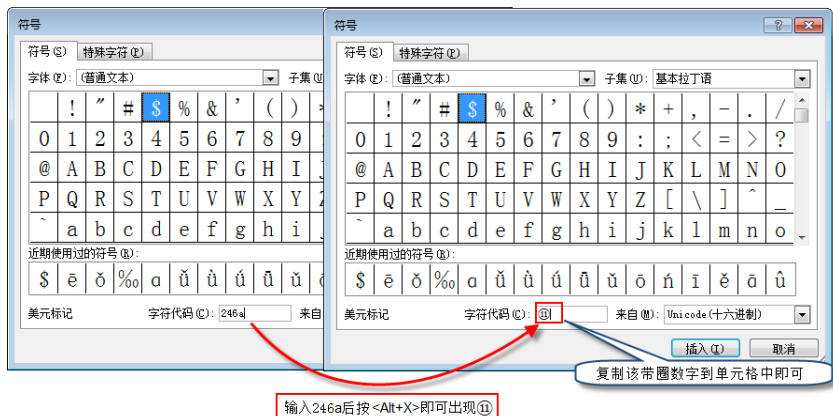 符号
符号(S) 特殊字符(P)
字体(F): (普通文本) 子集(U)
! " # $ % & ' ( )
0 1 2 3 4 5 6 7 8 9
@ A B C D E F G H I
P Q R S T U V W X Y
` a b c d e f g h i
近期使用过的符号(R):
$ ē ǒ ‰ ɑ ǔ ù ú ū ǔ
美元标记 字符代码(C): 246a 来自
符号
符号(S) 特殊字符(P)
字体(F): (普通文本) 子集(U): 基本拉丁语
! " # $ % & ' ( ) * + , - . /
0 1 2 3 4 5 6 7 8 9 : ; < = > ?
@ A B C D E F G H I J K L M N O
P Q R S T U V W X Y Z [ \ ] ^ _
` a b c d e f g h i j k l m n o
近期使用过的符号(R):
$ ē ǒ ‰ ɑ ǔ ù ú ū ǔ ō ń ī ě ā û
美元标记 字符代码(C): ⑪ 来自(M): Unicode(十六进制)
插入(I) 取消
复制该带圈数字到单元格中即可
输入246a后按<Alt+X>即可出现⑪